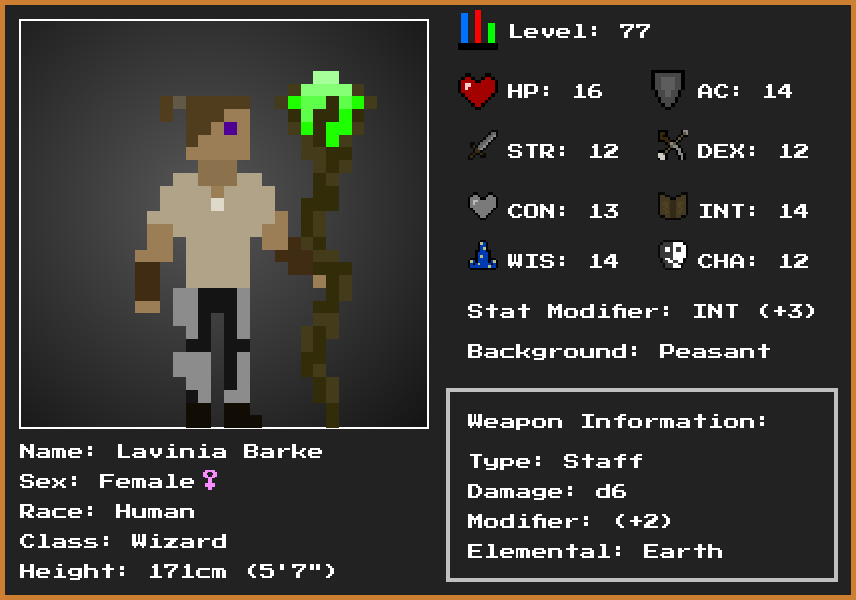 Level: 77
HP: 16
AC: 14
STR: 12
DEX: 12
CON: 13
INT: 14
WIS: 14
CHA: 12
Stat Modifier: INT (+3)
Background: Peasant
Weapon Information:
Type: Staff
Damage: d6
Modifier: (+2)
Elemental: Earth
Name: Lavinia Barke
Sex: Female♀
Race: Human
Class: Wizard
Height: 171cm (5'7")